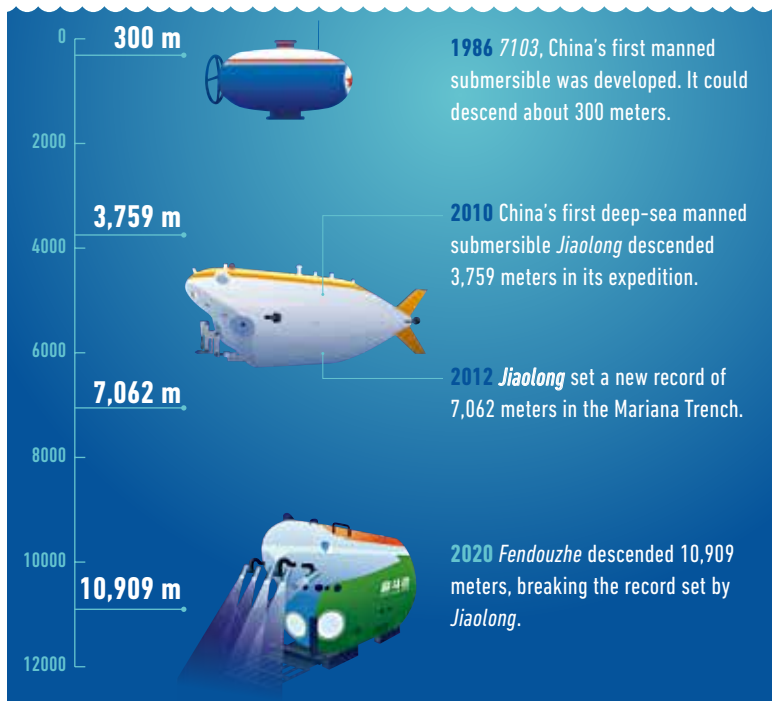 0
300 m
1986 7103, China's first manned
submersible was developed. It could
descend about 300 meters.
2000
3,759 m
2010 China's first deep-sea manned
submersible Jiaolong descended
3,759 meters in its expedition.
4000
6000
2012 Jiaolong set a new record of
7,062 meters in the Mariana Trench.
7,062 m
8000
10000
2020 Fendouzhe descended 10,909
meters, breaking the record set by
Jiaolong.
10,909 m
12000